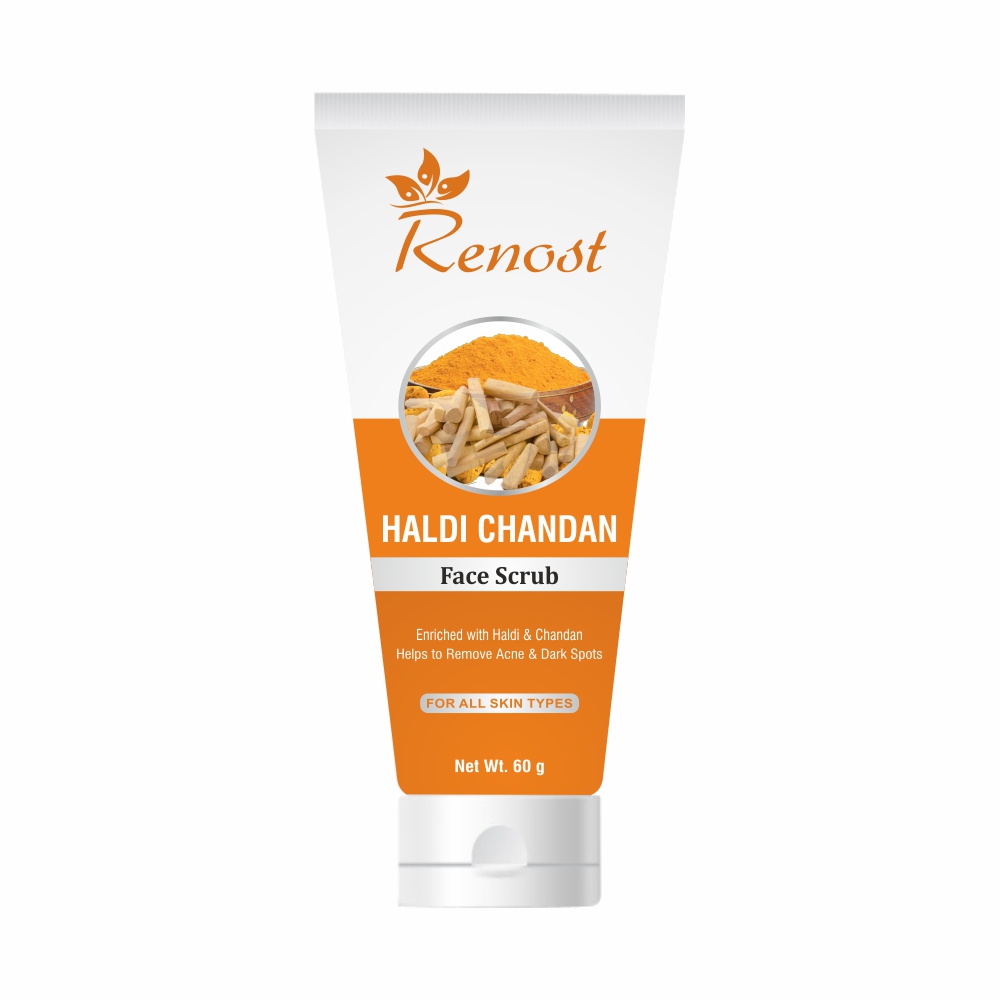 Renost
HALDI CHANDAN
Face Scrub
Enriched with Haldi & Chandan
Helps to Remove Acne & Dark Spots
FOR ALL SKIN TYPES
Net Wt. 60 g